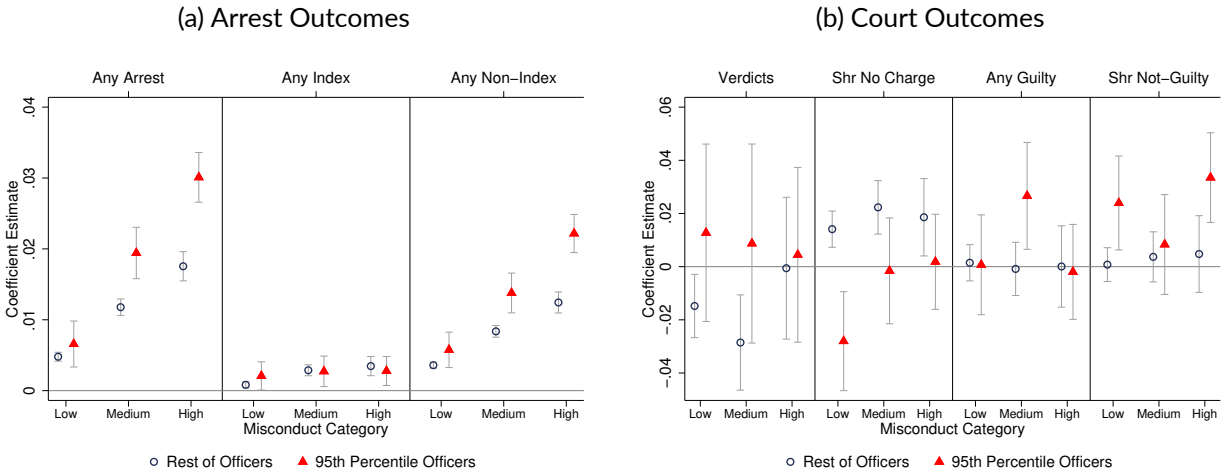 (a) Arrest Outcomes
Any Arrest Any Index Any Non−Index
Coefficient Estimate
0 .01 .02 .03 .04
Low Medium High Low Medium High Low Medium High
Misconduct Category
Rest of Officers 95th Percentile Officers
(b) Court Outcomes
Verdicts Shr No Charge Any Guilty Shr Not−Guilty
Coefficient Estimate
−.04 −.02 0 .02 .04 .06
Low Medium High Low Medium High Low Medium High Low Medium High
Misconduct Category
Rest of Officers 95th Percentile Officers